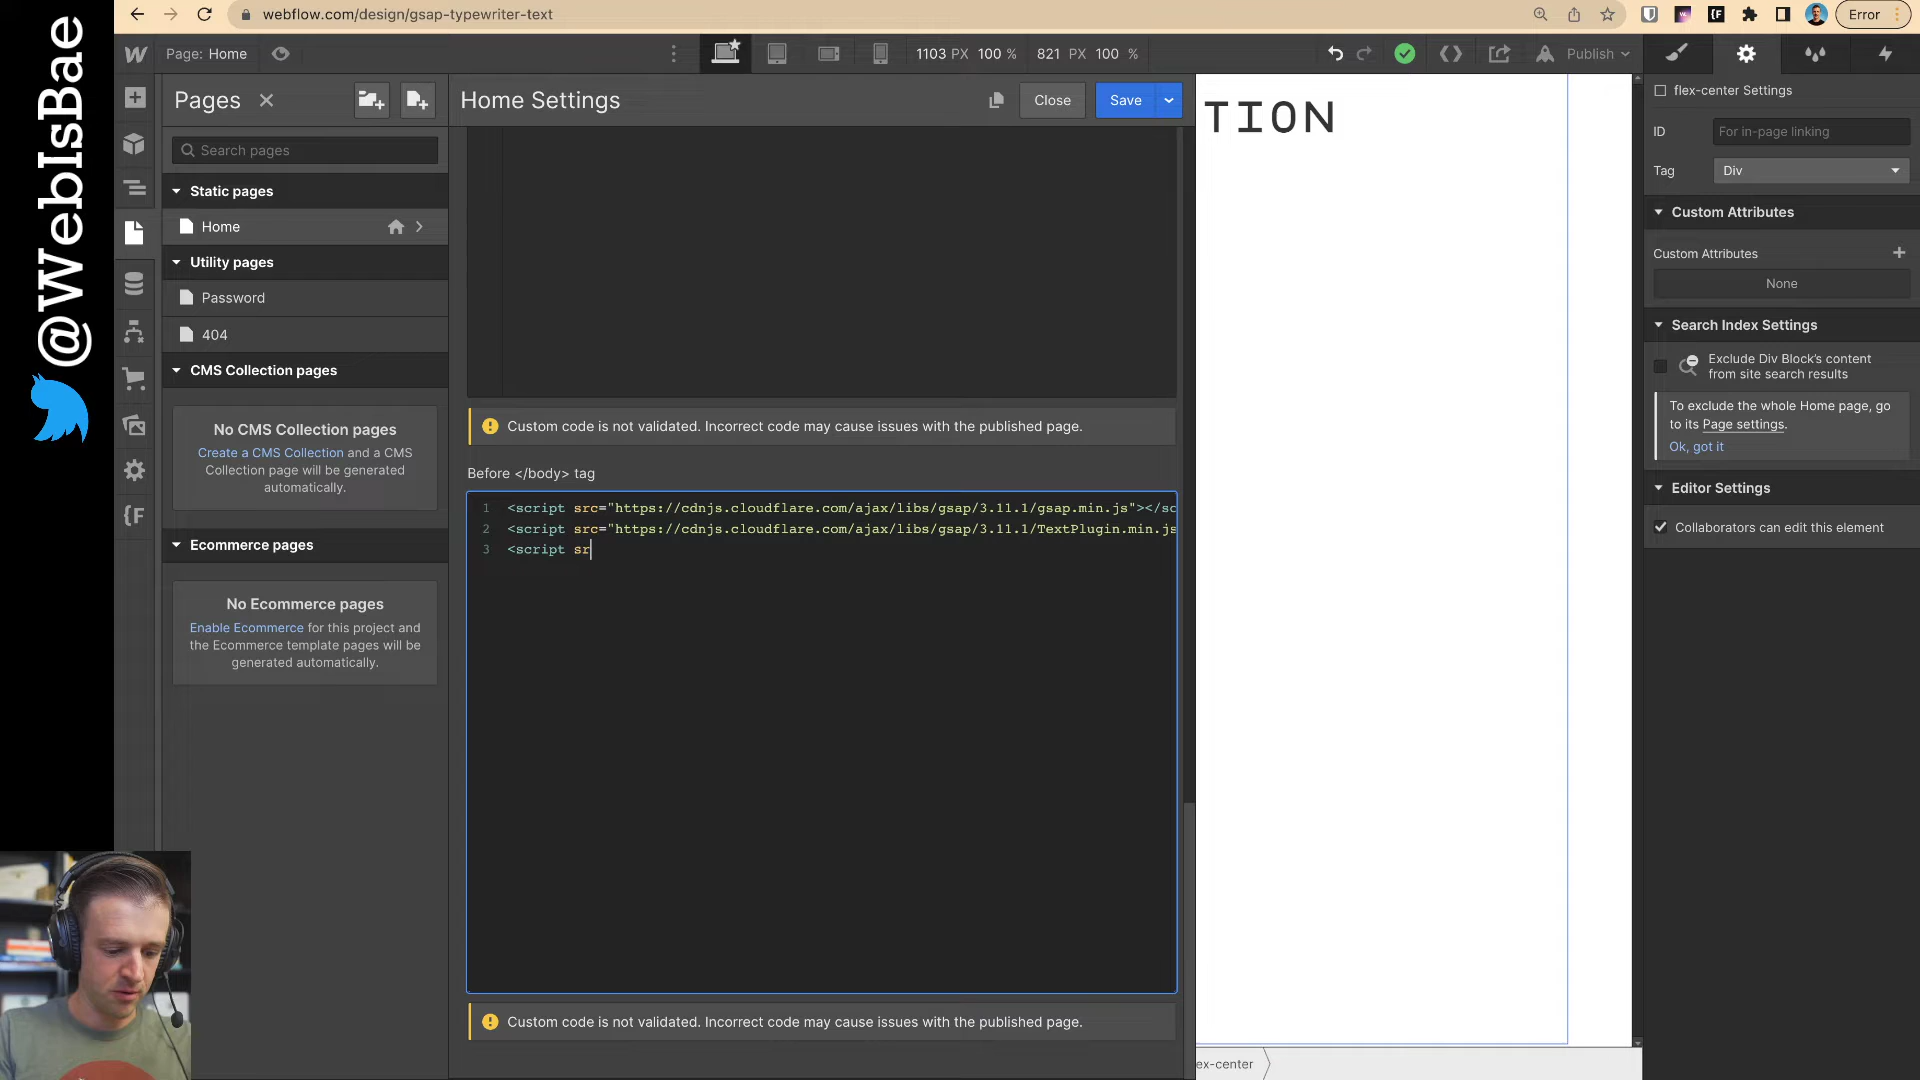 webflow.com/design/gsap-typewriter-text
Error
Page: Home
1103 PX 100 %
821 PX 100 %
Publish
@WebIsBae
Pages
Search pages
Static pages
Home
Utility pages
Password
404
CMS Collection pages
No CMS Collection pages
Create a CMS Collection and a CMS
Collection page will be generated
automatically.
Ecommerce pages
No Ecommerce pages
Enable Ecommerce for this project and
the Ecommerce template pages will be
generated automatically.
Home Settings
Close
Save
Custom code is not validated. Incorrect code may cause issues with the published page.
Before </body> tag
1 <script src="https://cdnjs.cloudflare.com/ajax/libs/gsap/3.11.1/gsap.min.js"></sc
2 <script src="https://cdnjs.cloudflare.com/ajax/libs/gsap/3.11.1/TextPlugin.min.js
3 <script sr
Custom code is not validated. Incorrect code may cause issues with the published page.
TION
ex-center
flex-center Settings
ID
For in-page linking
Tag
Div
Custom Attributes
Custom Attributes
None
Search Index Settings
Exclude Div Block's content
from site search results
To exclude the whole Home page, go
to its Page settings.
Ok, got it
Editor Settings
Collaborators can edit this element